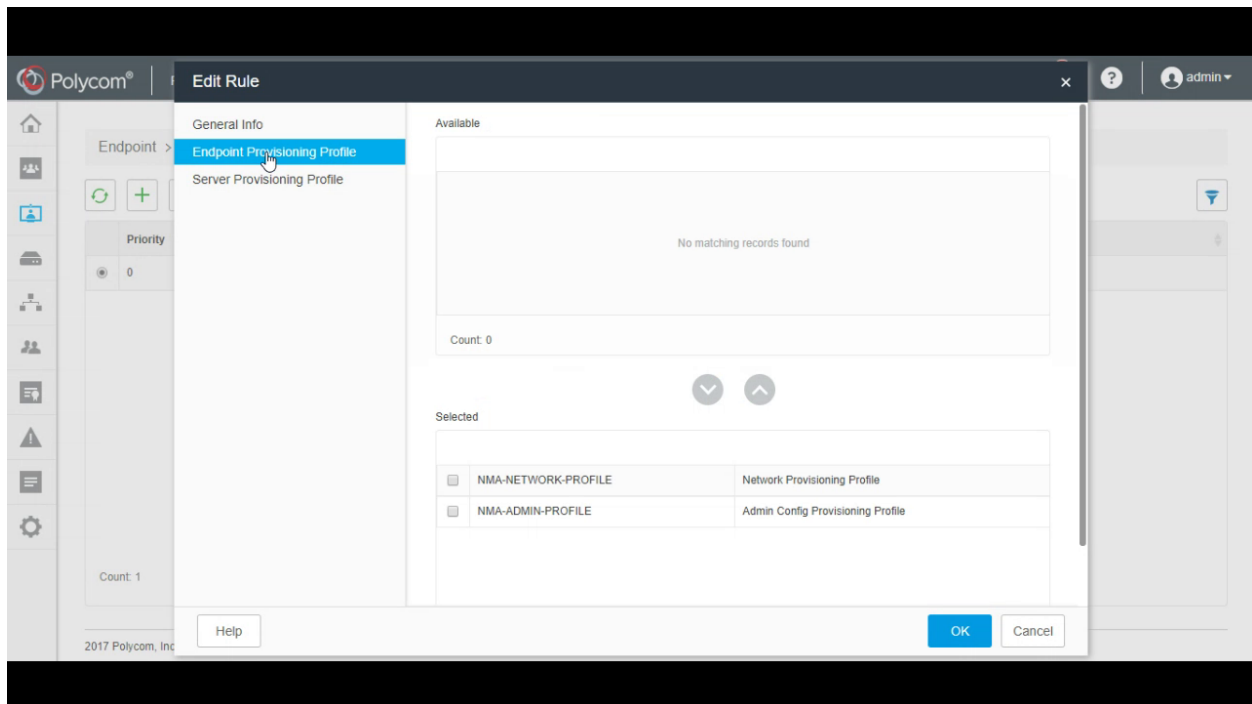 Polycom®
Edit Rule
×
?
admin
General Info
Endpoint Provisioning Profile
Server Provisioning Profile
Endpoint >
Priority
0
Count: 1
Available
No matching records found
Count: 0
Selected
NMA-NETWORK-PROFILE Network Provisioning Profile
NMA-ADMIN-PROFILE Admin Config Provisioning Profile
Help
OK
Cancel
2017 Polycom, Inc